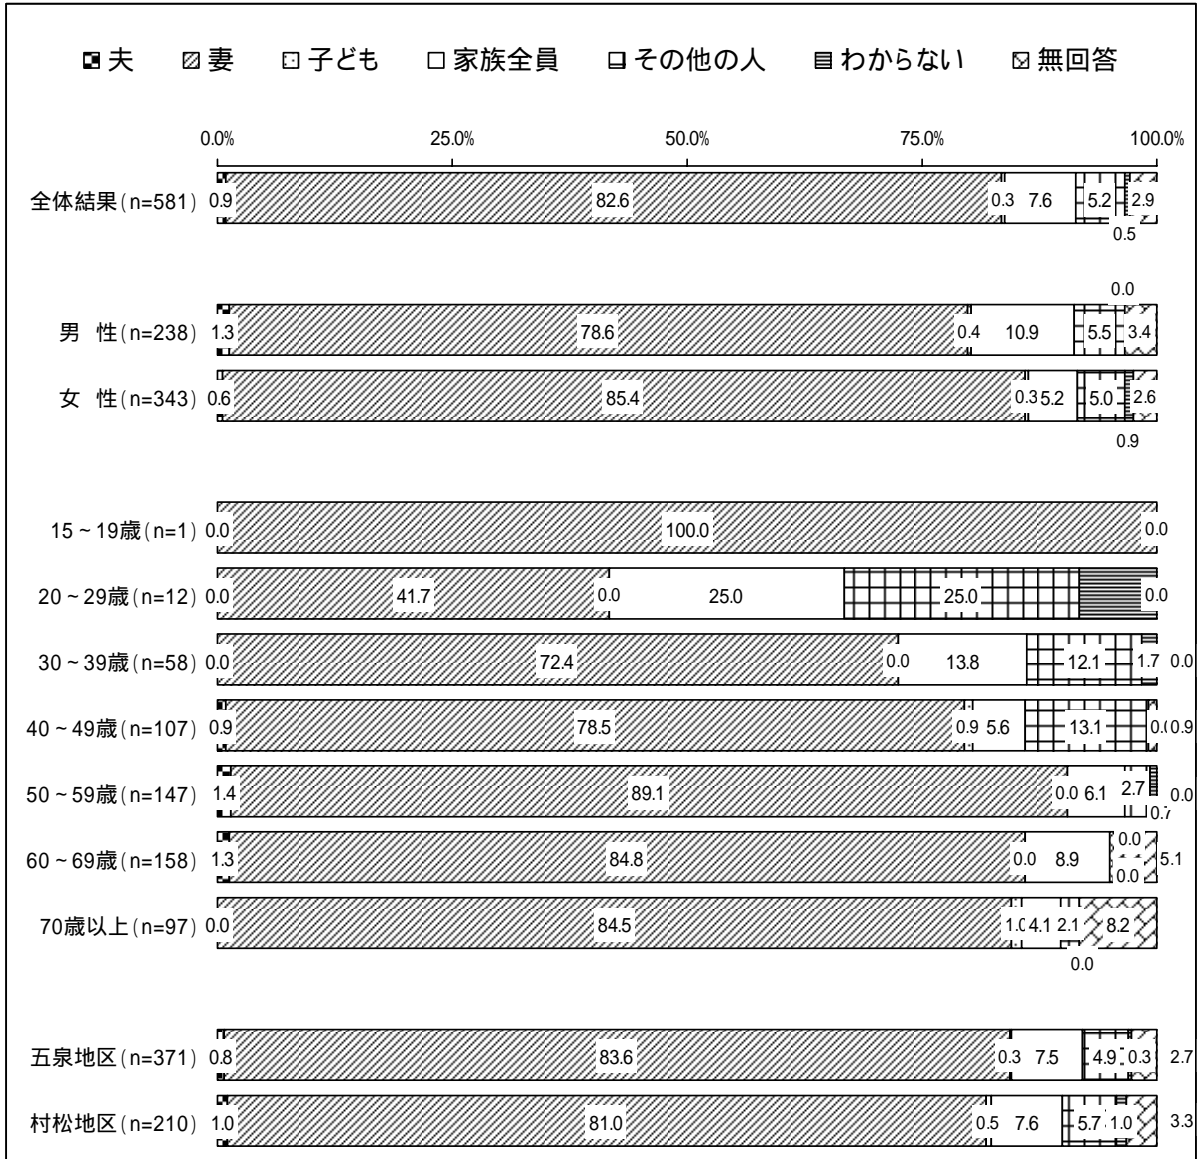 夫 妻 子ども 家族全員 その他の人 わからない 無回答
0.0% 25.0% 50.0% 75.0% 100.0%
全体結果(n=581) 0.9 82.6 0.3 7.6 5.2 2.9
0.5
0.0
男 性(n=238) 1.3 78.6 0.4 10.9 5.5 3.4
女 性(n=343) 0.6 85.4 0.3 5.2 5.0 2.6
0.9
15~19歳(n=1) 0.0 100.0 0.0
20~29歳(n=12) 0.0 41.7 0.0 25.0 25.0 0.0
30~39歳(n=58) 0.0 72.4 0.0 13.8 12.1 1.7 0.0
40~49歳(n=107) 0.9 78.5 0.9 5.6 13.1 0.0 0.9
50~59歳(n=147) 1.4 89.1 0.0 6.1 2.7 0.0
0.7
0.0
60~69歳(n=158) 1.3 84.8 0.0 8.9 5.1
0.0
70歳以上(n=97) 0.0 84.5 1.0 4.1 2.1 8.2
0.0
五泉地区(n=371) 0.8 83.6 0.3 7.5 4.9 0.3 2.7
村松地区(n=210) 1.0 81.0 0.5 7.6 5.7 1.0 3.3